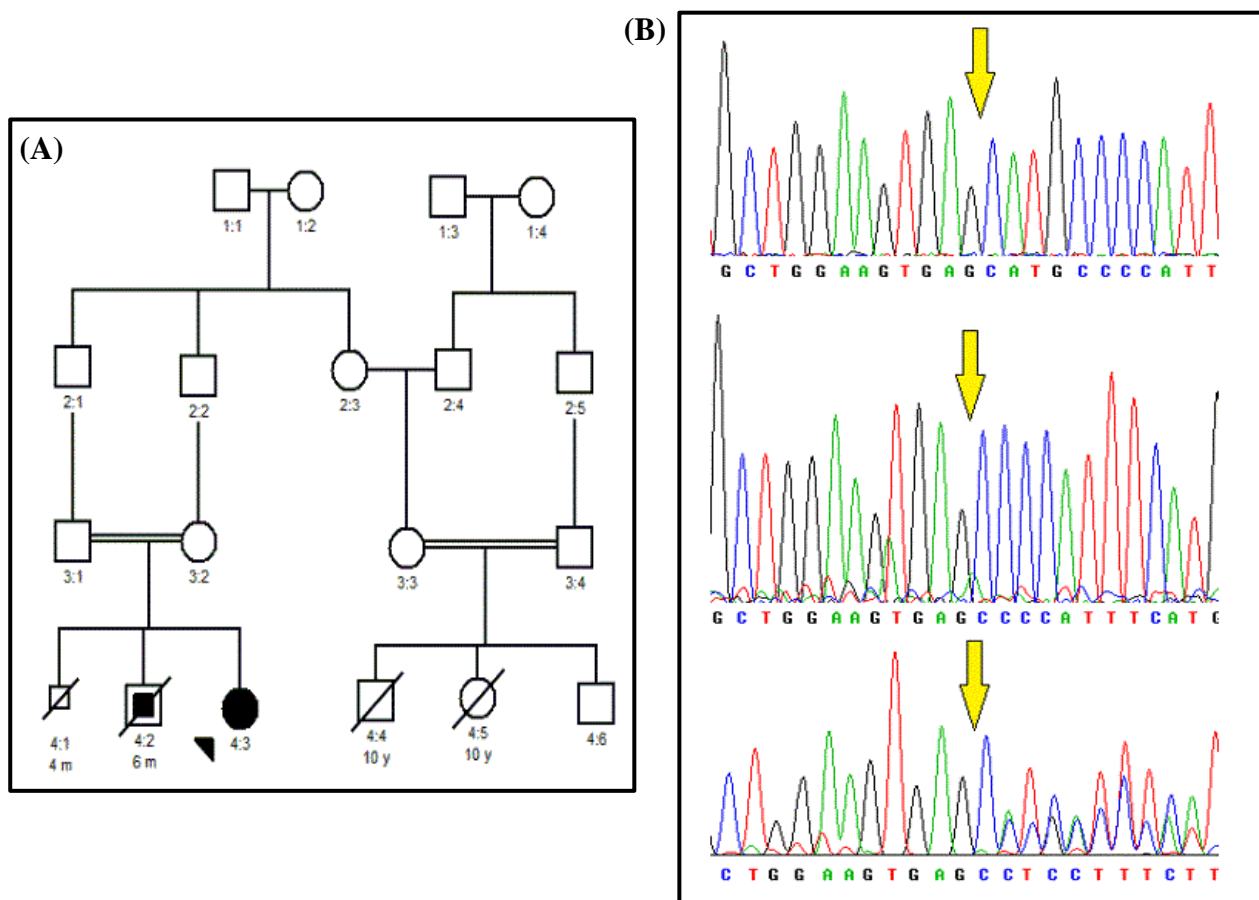 (A)
1:1 1:2 1:3 1:4
2:1 2:2 2:3 2:4 2:5
3:1 3:2 3:3 3:4
4:1 4:2 4:3 4:4 4:5 4:6
4 m 6 m 10 y 10 y
(B)
G C T G G A A G T G A G C A T G C C C C A T T
G C T G G A A G T G A G C C C C A T T T C A T G
C T G G A A G T G A G C C T C C T T T C T T